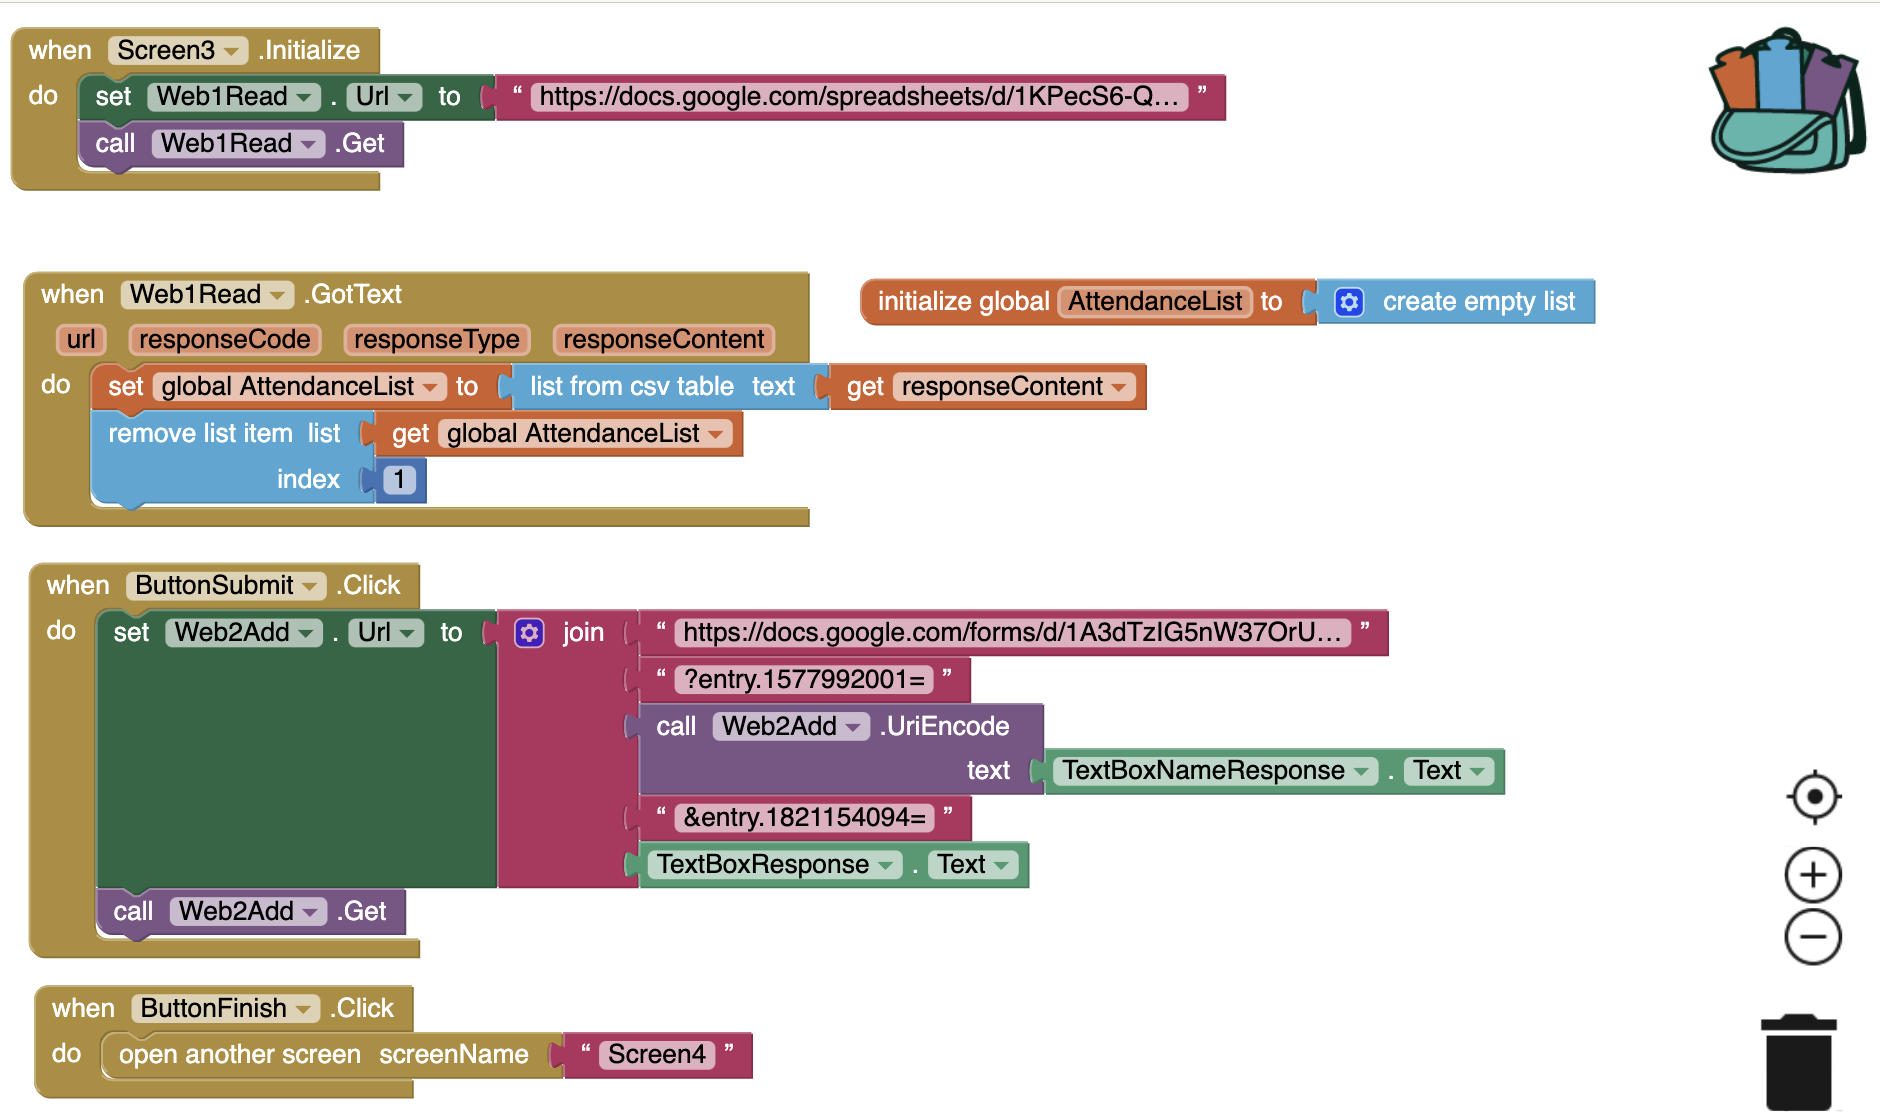 when Screen3 .Initialize
do set Web1Read . Url to “ https://docs.google.com/spreadsheets/d/1KPecS6-Q... ”
call Web1Read .Get
when Web1Read .GotText
initialize global AttendanceList to create empty list
url responseCode responseType responseContent
do set global AttendanceList to list from csv table text get responseContent
remove list item list get global AttendanceList
index 1
when ButtonSubmit .Click
do set Web2Add . Url to join “ https://docs.google.com/forms/d/1A3dTzIG5nW37OrU... ”
“ ?entry.1577992001= ”
call Web2Add .UriEncode
text TextBoxNameResponse . Text
“ &entry.1821154094= ”
TextBoxResponse . Text
call Web2Add .Get
when ButtonFinish .Click
do open another screen screenName “ Screen4 ”